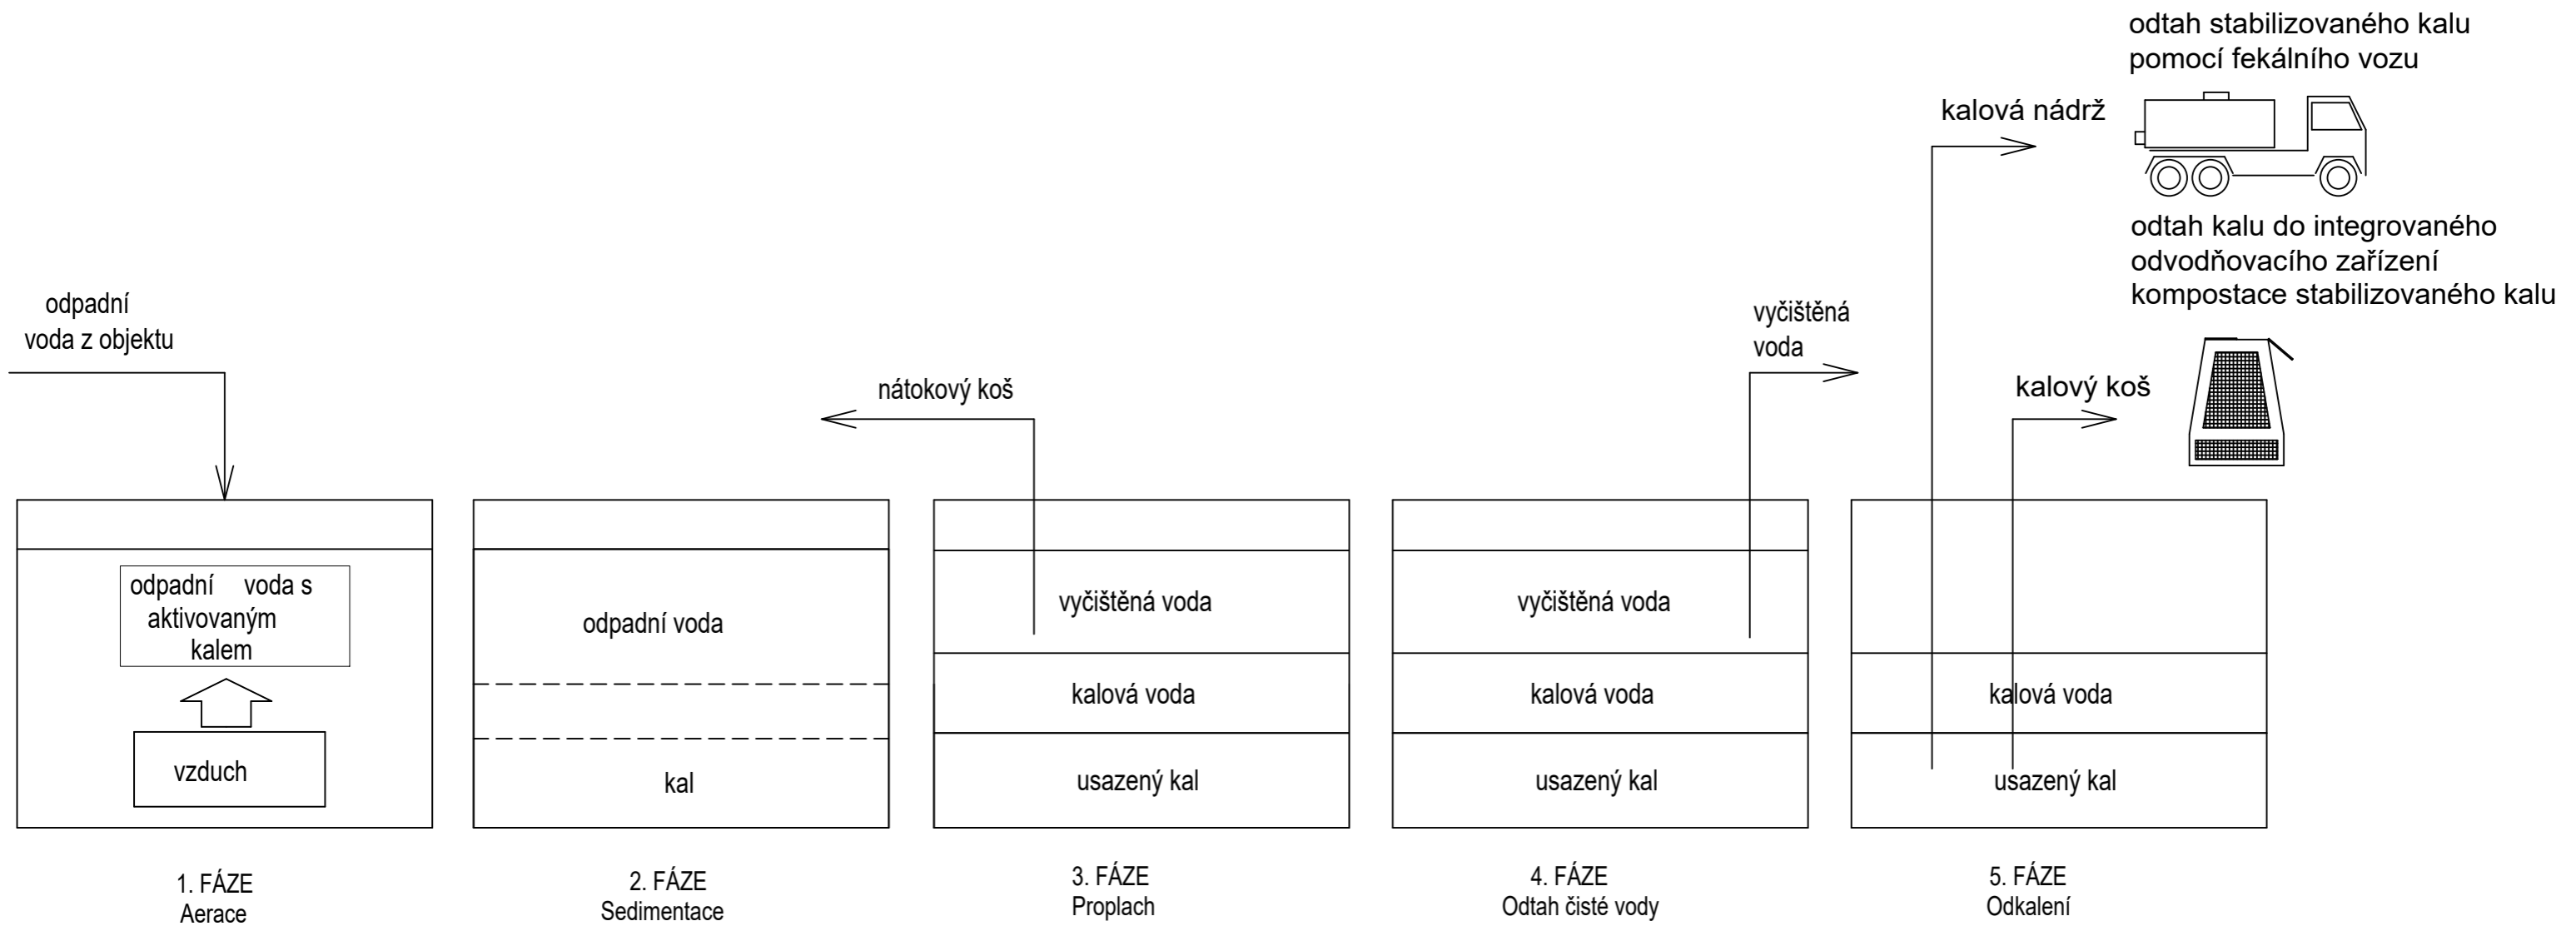 odtah stabilizovaného kalu
pomocí fekálního vozu
kalová nádrž
odtah kalu do integrovaného
odvodňovacího zařízení
kompostace stabilizovaného kalu
odpadní
voda z objektu
vyčištěná
voda
nátokový koš
kalový koš
odpadní voda s
aktivovaným
kalem
vzduch
odpadní voda
kal
vyčištěná voda
kalová voda
usazený kal
vyčištěná voda
kalová voda
usazený kal
kalová voda
usazený kal
1. FÁZE
Aerace
2. FÁZE
Sedimentace
3. FÁZE
Proplach
4. FÁZE
Odtah čisté vody
5. FÁZE
Odkalení